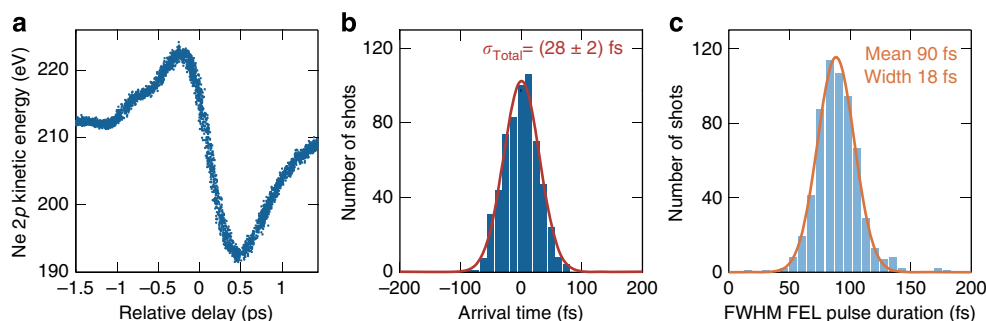 a
220
210
200
190
Ne 2p kinetic energy (eV)
−1.5
−1
−0.5
0
0.5
1
Relative delay (ps)
b
σTotal= (28 ± 2) fs
120
80
40
0
Number of shots
−200
−100
0
100
200
Arrival time (fs)
c
Mean 90 fs
Width 18 fs
120
80
40
0
Number of shots
0
50
100
150
200
FWHM FEL pulse duration (fs)